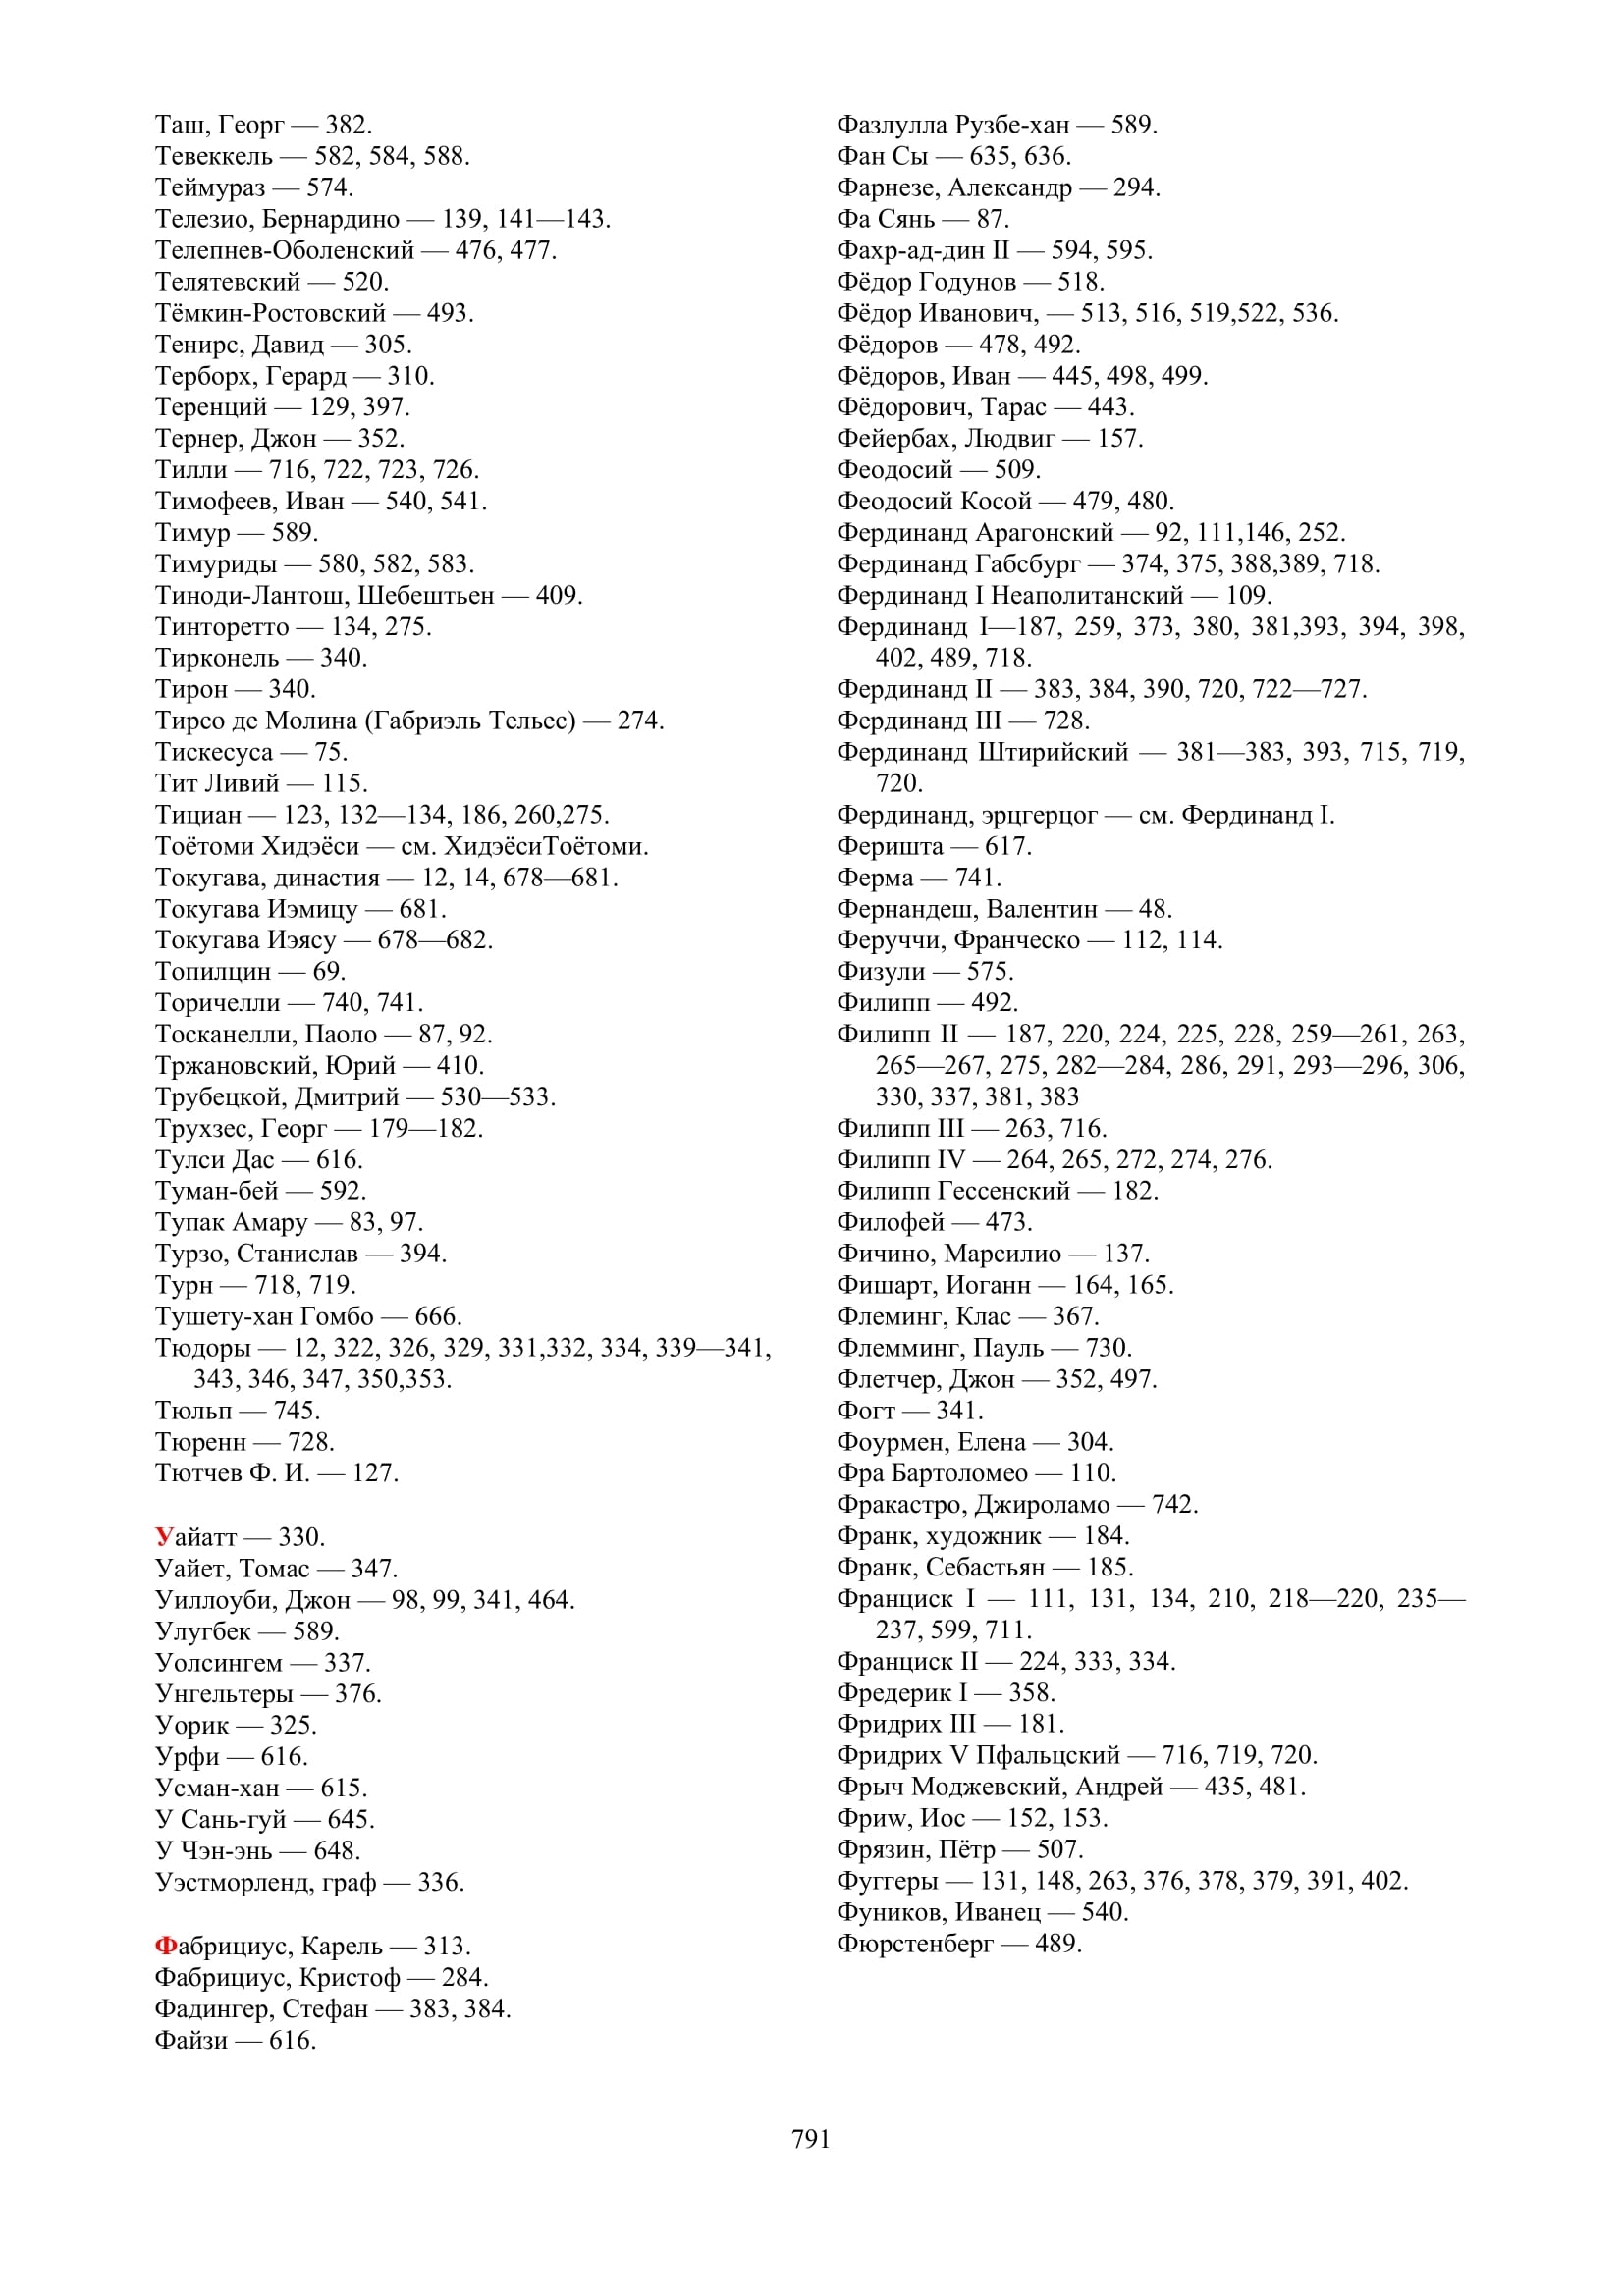 Таш, Георг — 382.
Тевеккель — 582, 584, 588.
Теймураз — 574.
Телезио, Бернардино — 139, 141—143.
Телепнев-Оболенский — 476, 477.
Телятевский — 520.
Тёмкин-Ростовский — 493.
Тенирс, Давид — 305.
Терборх, Герард — 310.
Теренций — 129, 397.
Тернер, Джон — 352.
Тилли — 716, 722, 723, 726.
Тимофеев, Иван — 540, 541.
Тимур — 589.
Тимуриды — 580, 582, 583.
Тиноди-Лантош, Шебештьен — 409.
Тинторетто — 134, 275.
Тирконель — 340.
Тирон — 340.
Тирсо де Молина (Габриэль Тельес) — 274.
Тискесуса — 75.
Тит Ливий — 115.
Тициан — 123, 132—134, 186, 260,275.
Тоётоми Хидэёси — см. ХидэёсиТоётоми.
Токугава, династия — 12, 14, 678—681.
Токугава Иэмицу — 681.
Токугава Иэясу — 678—682.
Топилцин — 69.
Торичелли — 740, 741.
Тосканелли, Паоло — 87, 92.
Тржановский, Юрий — 410.
Трубецкой, Дмитрий — 530—533.
Трухзес, Георг — 179—182.
Тулси Дас — 616.
Туман-бей — 592.
Тупак Амару — 83, 97.
Турзо, Станислав — 394.
Турн — 718, 719.
Тушету-хан Гомбо — 666.
Тюдоры — 12, 322, 326, 329, 331,332, 334, 339—341,
343, 346, 347, 350,353.
Тюльп — 745.
Тюренн — 728.
Тютчев Ф. И. — 127.
Уайатт — 330.
Уайет, Томас — 347.
Уиллоуби, Джон — 98, 99, 341, 464.
Улугбек — 589.
Уолсингем — 337.
Унгельтеры — 376.
Уорик — 325.
Урфи — 616.
Усман-хан — 615.
У Сань-гуй — 645.
У Чэн-энь — 648.
Уэстморленд, граф — 336.
Фабрициус, Карель — 313.
Фабрициус, Кристоф — 284.
Фадингер, Стефан — 383, 384.
Файзи — 616.
Фазлулла Рузбе-хан — 589.
Фан Сы — 635, 636.
Фарнезе, Александр — 294.
Фа Сянь — 87.
Фахр-ад-дин II — 594, 595.
Фёдор Годунов — 518.
Фёдор Иванович, — 513, 516, 519,522, 536.
Фёдоров — 478, 492.
Фёдоров, Иван — 445, 498, 499.
Фёдорович, Тарас — 443.
Фейербах, Людвиг — 157.
Феодосий — 509.
Феодосий Косой — 479, 480.
Фердинанд Арагонский — 92, 111,146, 252.
Фердинанд Габсбург — 374, 375, 388,389, 718.
Фердинанд I Неаполитанский — 109.
Фердинанд I—187, 259, 373, 380, 381,393, 394, 398,
402, 489, 718.
Фердинанд II — 383, 384, 390, 720, 722—727.
Фердинанд III — 728.
Фердинанд Штирийский — 381—383, 393, 715, 719,
720.
Фердинанд, эрцгерцог — см. Фердинанд I.
Феришта — 617.
Ферма — 741.
Фернандеш, Валентин — 48.
Феруччи, Франческо — 112, 114.
Физули — 575.
Филипп — 492.
Филипп II — 187, 220, 224, 225, 228, 259—261, 263,
265—267, 275, 282—284, 286, 291, 293—296, 306,
330, 337, 381, 383
Филипп III — 263, 716.
Филипп IV — 264, 265, 272, 274, 276.
Филипп Гессенский — 182.
Филофей — 473.
Фичино, Марсилио — 137.
Фишарт, Иоганн — 164, 165.
Флеминг, Клас — 367.
Флемминг, Пауль — 730.
Флетчер, Джон — 352, 497.
Фогт — 341.
Фоурмен, Елена — 304.
Фра Бартоломео — 110.
Фракастро, Джироламо — 742.
Франк, художник — 184.
Франк, Себастьян — 185.
Франциск I — 111, 131, 134, 210, 218—220, 235—
237, 599, 711.
Франциск II — 224, 333, 334.
Фредерик I — 358.
Фридрих III — 181.
Фридрих V Пфальцский — 716, 719, 720.
Фрыч Моджевский, Андрей — 435, 481.
Фриw, Иос — 152, 153.
Фрязин, Пётр — 507.
Фуггеры — 131, 148, 263, 376, 378, 379, 391, 402.
Фуников, Иванец — 540.
Фюрстенберг — 489.
791